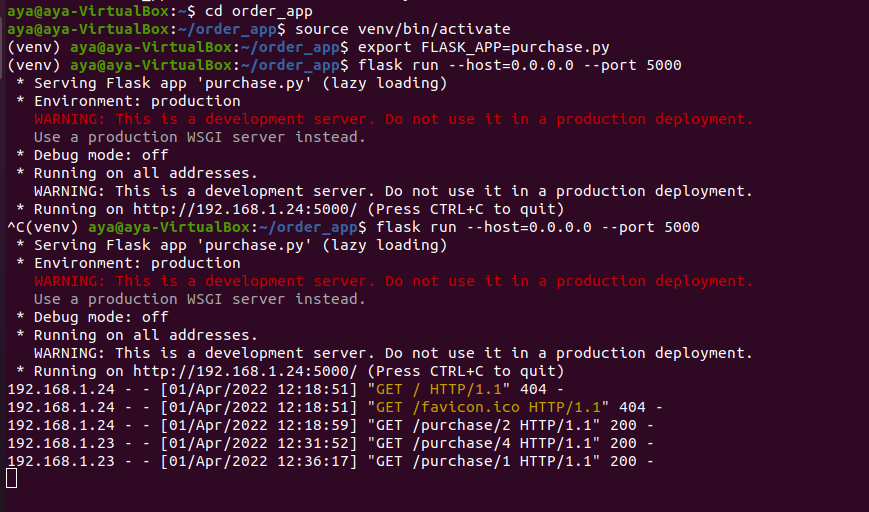 aya@aya-VirtualBox:~$ cd order_app
aya@aya-VirtualBox:~/order_app$ source venv/bin/activate
(venv) aya@aya-VirtualBox:~/order_app$ export FLASK_APP=purchase.py
(venv) aya@aya-VirtualBox:~/order_app$ flask run --host=0.0.0.0 --port 5000
 * Serving Flask app 'purchase.py' (lazy loading)
 * Environment: production
   WARNING: This is a development server. Do not use it in a production deployment.
   Use a production WSGI server instead.
 * Debug mode: off
 * Running on all addresses.
   WARNING: This is a development server. Do not use it in a production deployment.
 * Running on http://192.168.1.24:5000/ (Press CTRL+C to quit)
^C(venv) aya@aya-VirtualBox:~/order_app$ flask run --host=0.0.0.0 --port 5000
 * Serving Flask app 'purchase.py' (lazy loading)
 * Environment: production
   WARNING: This is a development server. Do not use it in a production deployment.
   Use a production WSGI server instead.
 * Debug mode: off
 * Running on all addresses.
   WARNING: This is a development server. Do not use it in a production deployment.
 * Running on http://192.168.1.24:5000/ (Press CTRL+C to quit)
192.168.1.24 - - [01/Apr/2022 12:18:51] "GET / HTTP/1.1" 404 -
192.168.1.24 - - [01/Apr/2022 12:18:51] "GET /favicon.ico HTTP/1.1" 404 -
192.168.1.24 - - [01/Apr/2022 12:18:59] "GET /purchase/2 HTTP/1.1" 200 -
192.168.1.23 - - [01/Apr/2022 12:31:52] "GET /purchase/4 HTTP/1.1" 200 -
192.168.1.23 - - [01/Apr/2022 12:36:17] "GET /purchase/1 HTTP/1.1" 200 -